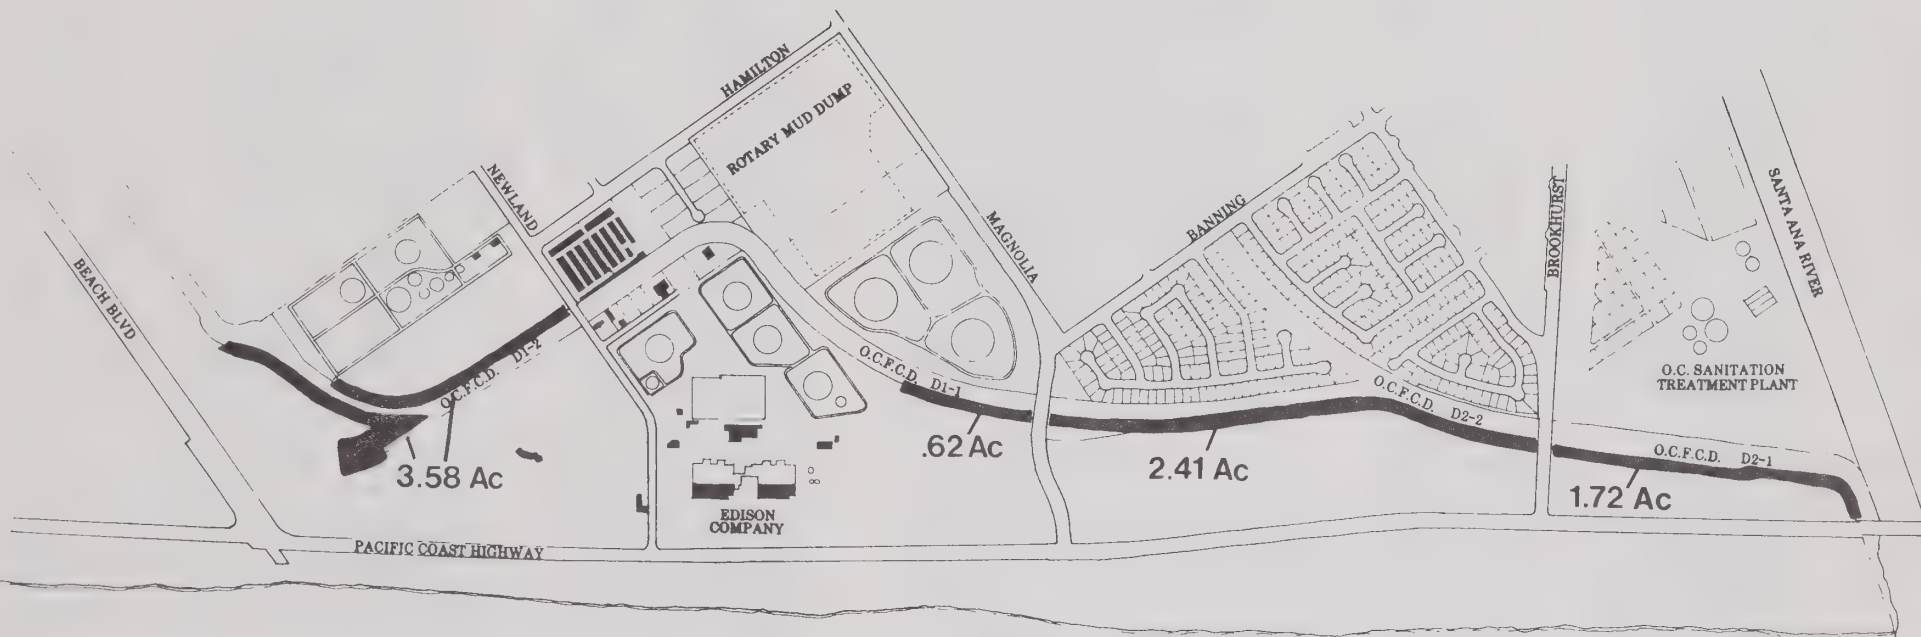 HAMILTON
ROTARY MUD DUMP
NEWLAND
BEACH BLVD
MAGNOLIA
BANNING
BROOKHURST
SANTA ANA RIVER
O.C. SANITATION
TREATMENT PLANT
O.C.F.C.D. D1-2
O.C.F.C.D. D1-1
O.C.F.C.D. D2-2
O.C.F.C.D. D2-1
3.58 Ac
.62 Ac
2.41 Ac
1.72 Ac
EDISON
COMPANY
PACIFIC COAST HIGHWAY